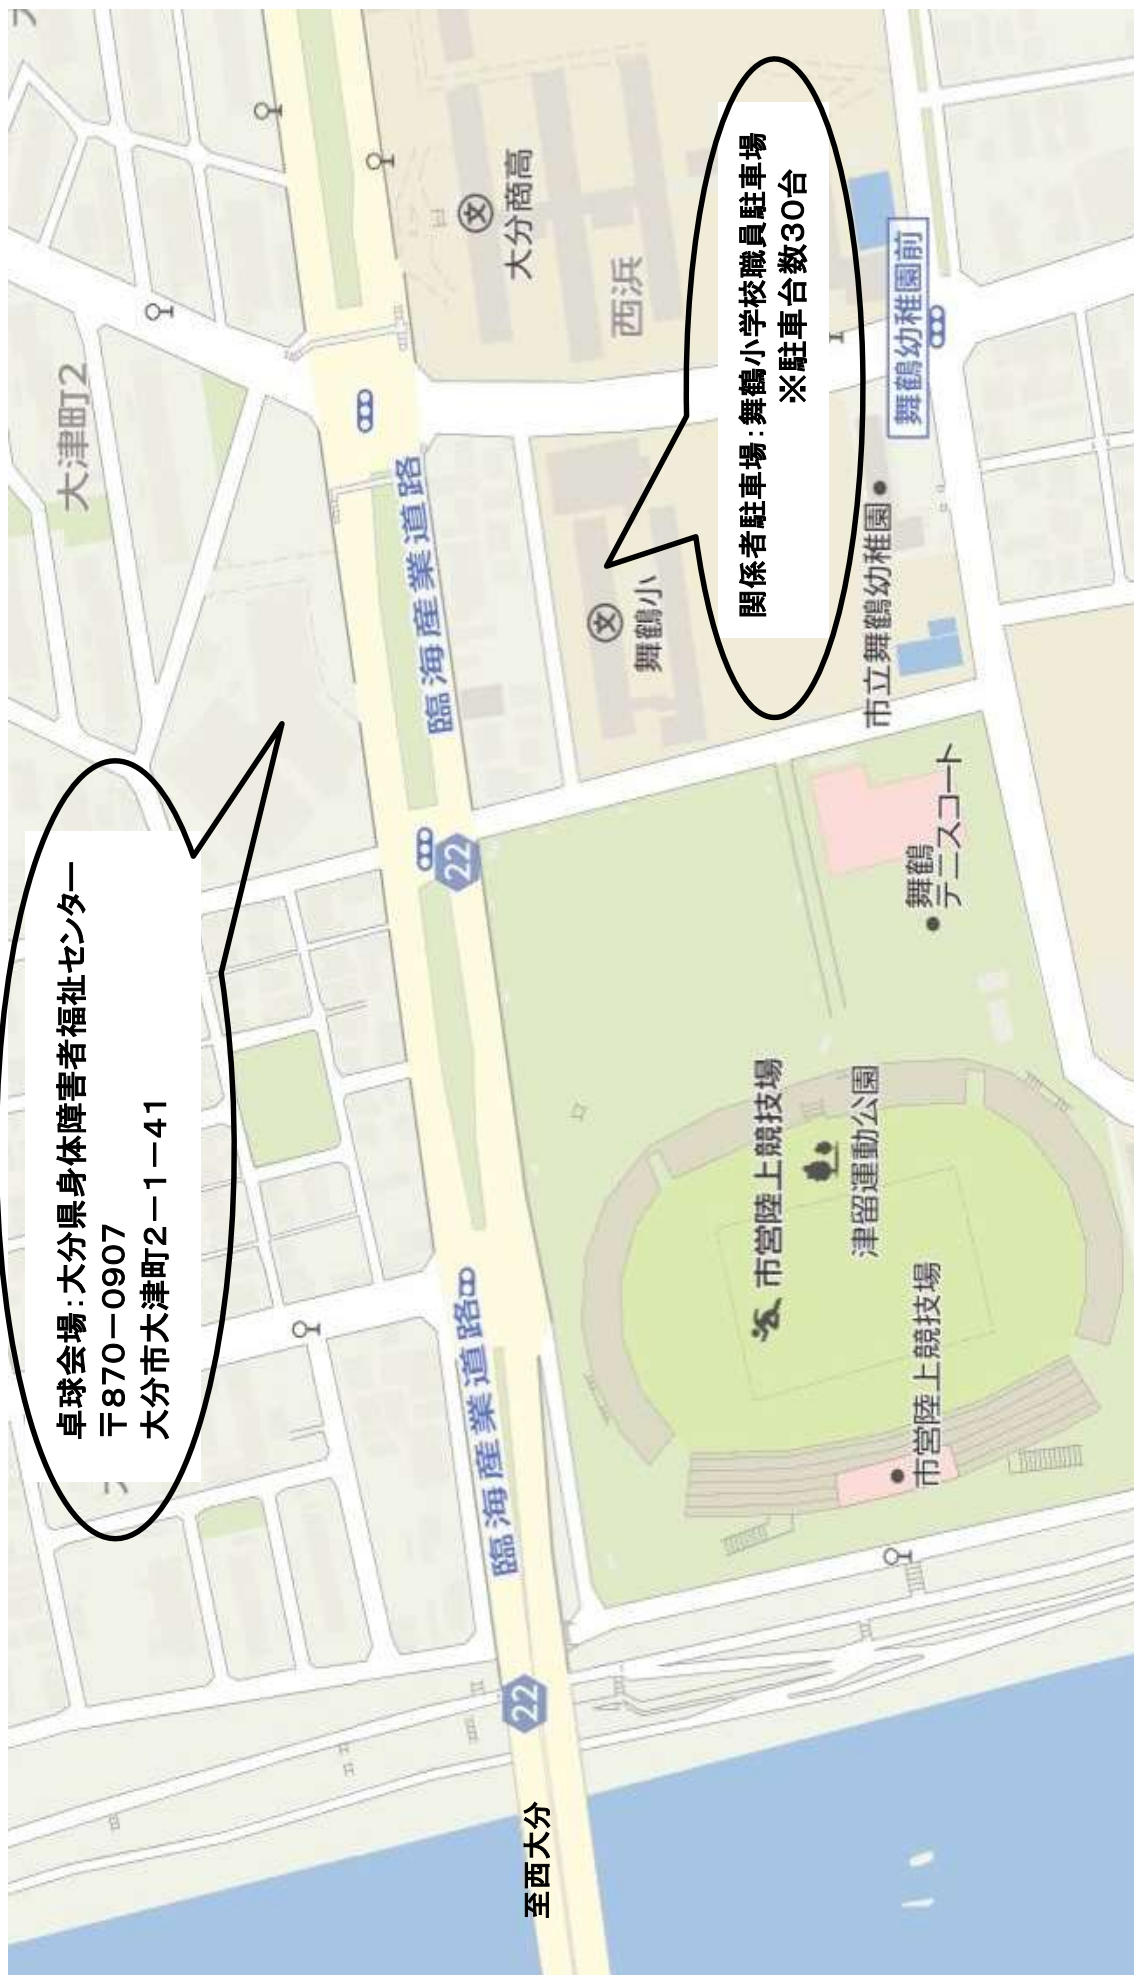 卓球会場：大分県身体障害者福祉センター
〒870－0907
大分市大津町2－1－41
大津町2
臨海産業道路
臨海産業道路
22
22
至西大分
大分商高
西浜
舞鶴小
関係者駐車場：舞鶴小学校職員駐車場
※駐車台数30台
市立舞鶴幼稚園
舞鶴幼稚園前
舞鶴
テニスコート
市営陸上競技場
津留運動公園
市営陸上競技場
文
文